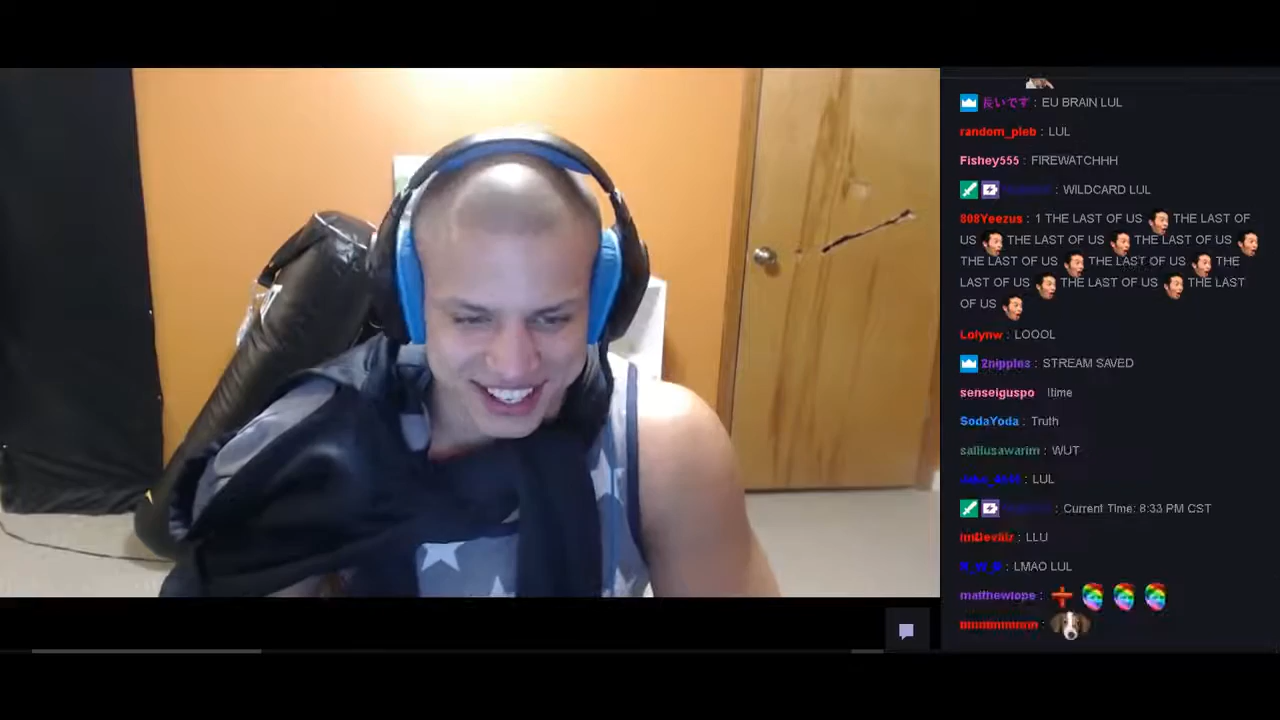 長いです : EU BRAIN LUL
random_pleb : LUL
Fishey555 : FIREWATCHHH
: WILDCARD LUL
808Yeezus : 1 THE LAST OF US THE LAST OF
US THE LAST OF US THE LAST OF US
THE LAST OF US THE LAST OF US THE
LAST OF US THE LAST OF US THE LAST
OF US
Lolynw : LOOOL
2nipples : STREAM SAVED
senseiguspo !time
SodaYoda : Truth
: WUT
: LUL
: Current Time: 8:33 PM CST
: LLU
: LMAO LUL